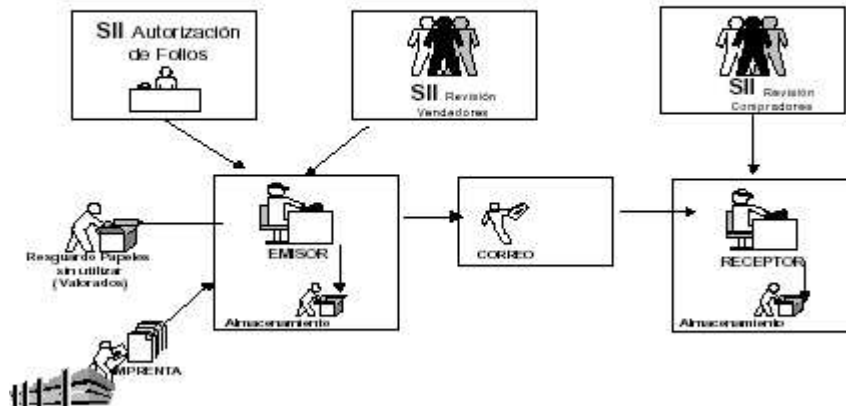 SII Autorización
de Folios
SII Revisión
Vendadores
SII Revisión
Compradores
Resguardo Papeles
sin utilizar
(Valorados)
EMISOR
Almacenamiento
CORREO
RECEPTOR
Almacenamiento
IMPRENTA